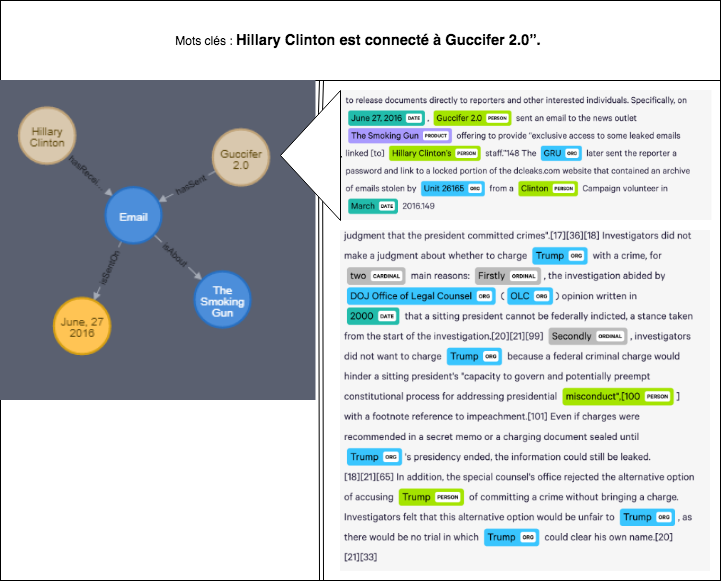 Mots clés : Hillary Clinton est connecté à Guccifer 2.0”.
Hillary
Clinton
Guccifer
2.0
hasRecei...
hasSent
Email
isSentOn
isAbout
June, 27
2016
The
Smoking
Gun
to release documents directly to reporters and other interested individuals. Specifically, on
June 27, 2016 DATE , Guccifer 2.0 PERSON sent an email to the news outlet
The Smoking Gun PRODUCT offering to provide "exclusive access to some leaked emails
linked [to] Hillary Clinton's PERSON staff."148 The GRU ORG later sent the reporter a
password and link to a locked portion of the dcleaks.com website that contained an archive
of emails stolen by Unit 26165 ORG from a Clinton PERSON Campaign volunteer in
March DATE 2016.149
judgment that the president committed crimes".[17][36][18] Investigators did not
make a judgment about whether to charge Trump ORG with a crime, for
two CARDINAL main reasons: Firstly ORDINAL , the investigation abided by
DOJ Office of Legal Counsel ORG ( OLC ORG ) opinion written in
2000 DATE that a sitting president cannot be federally indicted, a stance taken
from the start of the investigation.[20][21][99] Secondly ORDINAL , investigators
did not want to charge Trump ORG because a federal criminal charge would
hinder a sitting president's "capacity to govern and potentially preempt
constitutional process for addressing presidential misconduct",[100 PERSON ]
with a footnote reference to impeachment.[101] Even if charges were
recommended in a secret memo or a charging document sealed until
Trump ORG 's presidency ended, the information could still be leaked.
[18][21][65] In addition, the special counsel's office rejected the alternative option
of accusing Trump PERSON of committing a crime without bringing a charge.
Investigators felt that this alternative option would be unfair to Trump ORG , as
there would be no trial in which Trump ORG could clear his own name.[20]
[21][33]